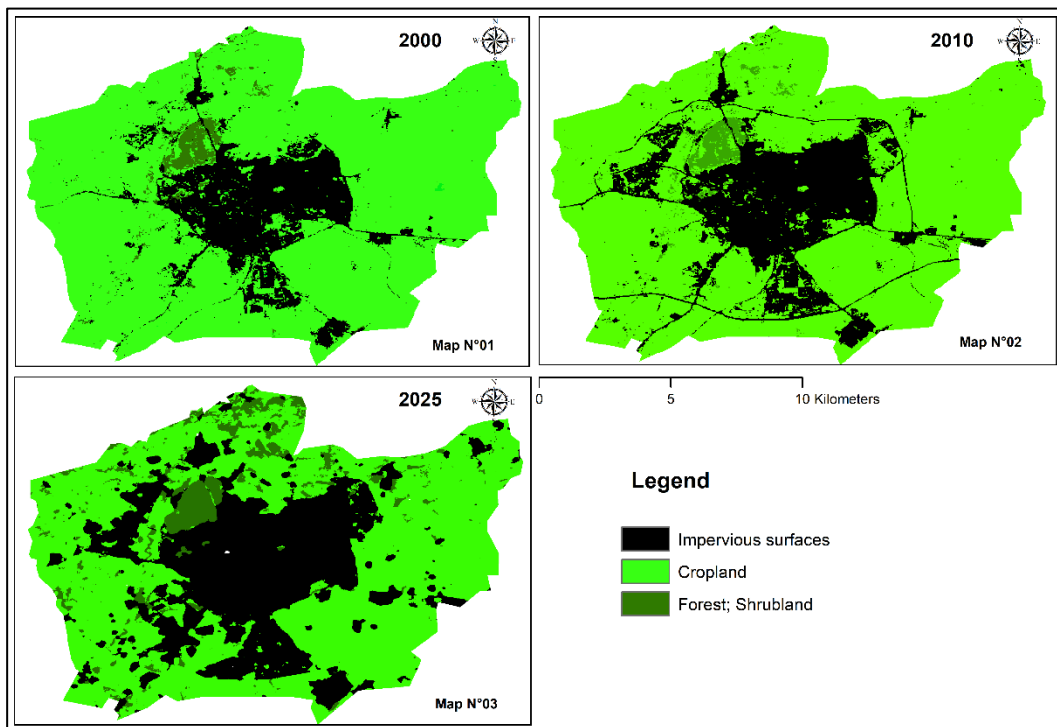 2000
N
W E
S
Map N°01
2010
N
W E
S
Map N°02
2025
N
W E
S
Map N°03
0 5 10 Kilometers
Legend
Impervious surfaces
Cropland
Forest; Shrubland